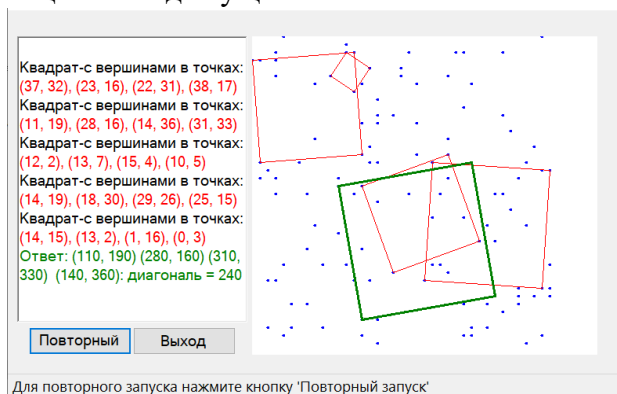 Квадрат-с вершинами в точках:
(37, 32), (23, 16), (22, 31), (38, 17)
Квадрат-с вершинами в точках:
(11, 19), (28, 16), (14, 36), (31, 33)
Квадрат-с вершинами в точках:
(12, 2), (13, 7), (15, 4), (10, 5)
Квадрат-с вершинами в точках:
(14, 19), (18, 30), (29, 26), (25, 15)
Квадрат-с вершинами в точках:
(14, 15), (13, 2), (1, 16), (0, 3)
Ответ: (110, 190) (280, 160) (310,
330) (140, 360): диагональ = 240
Повторный
Выход
Для повторного запуска нажмите кнопку 'Повторный запуск'